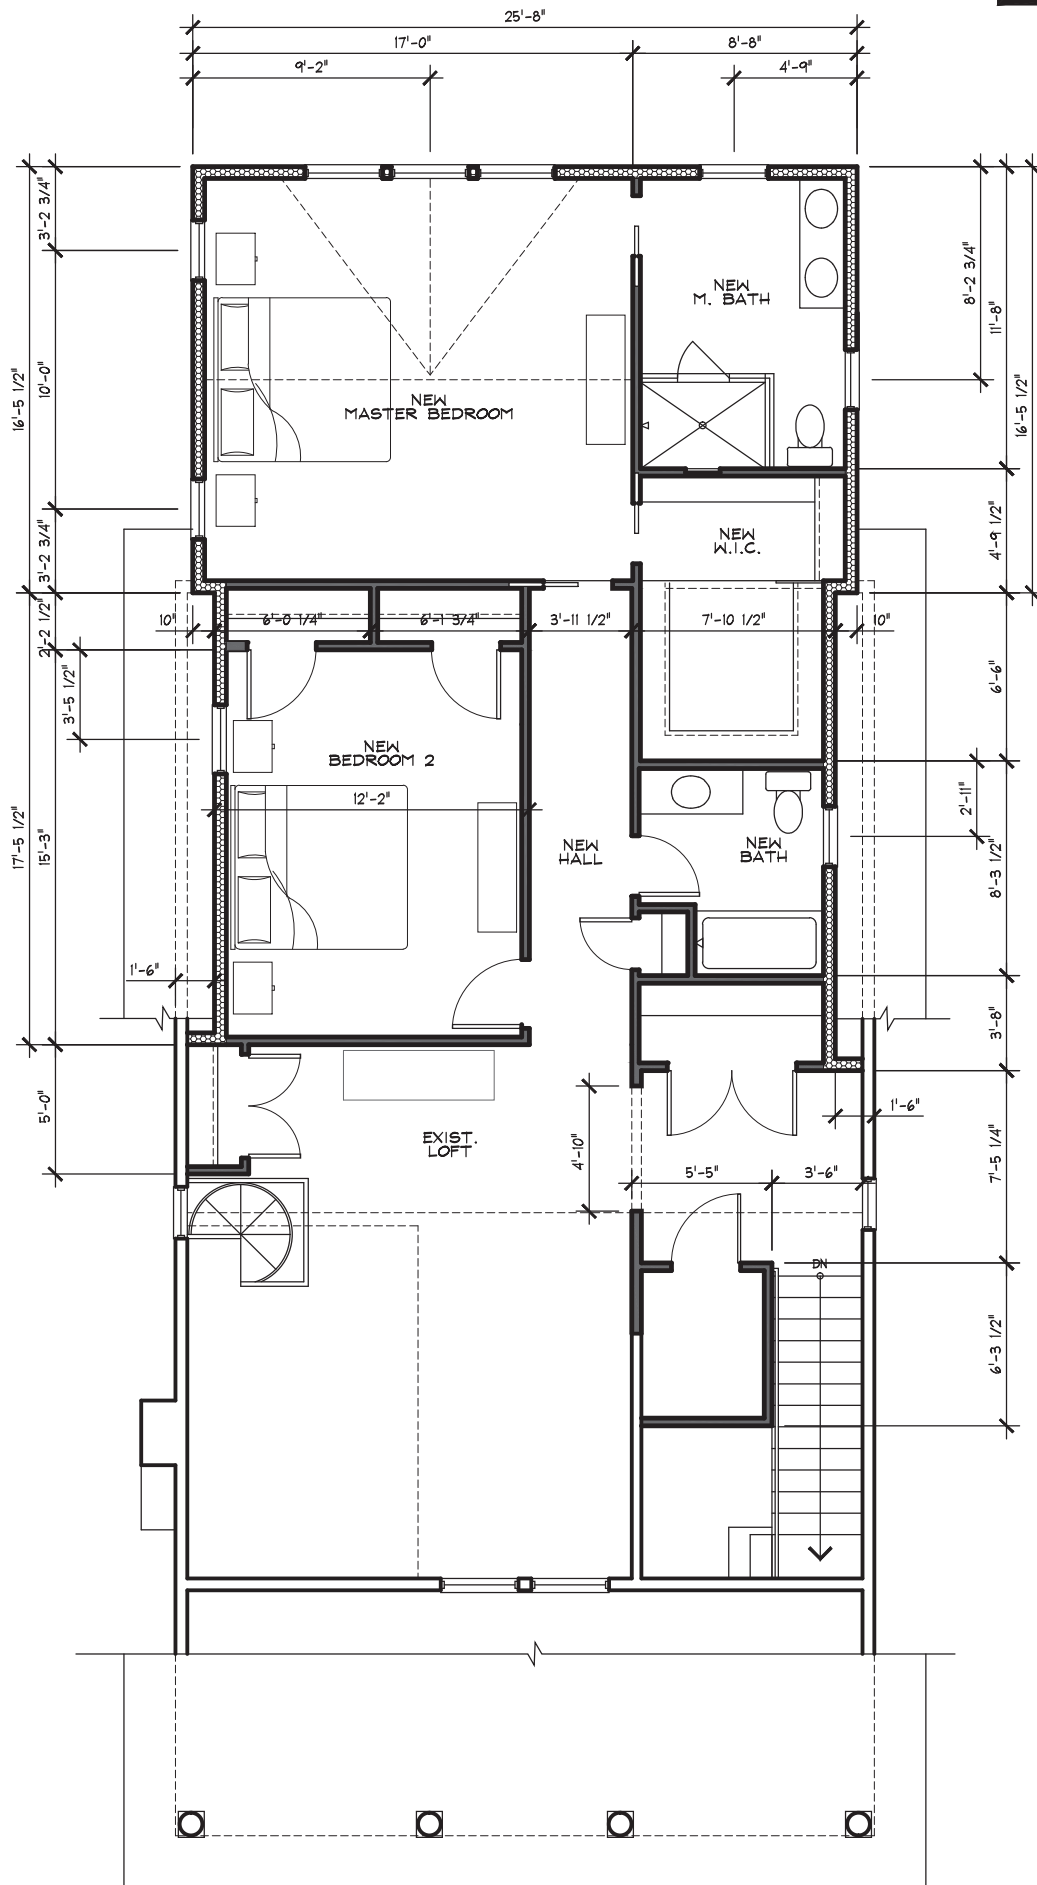 25'-8"
17'-0"
8'-8"
9'-2"
4'-9"
3'-2 3/4"
8'-2 3/4"
11'-8"
NEW
M. BATH
16'-5 1/2"
10'-0"
16'-5 1/2"
NEW
MASTER BEDROOM
3'-2 3/4"
NEW
W.I.C.
4'-9 1/2"
2'-2 1/2"
10"
6'-0 1/4"
6'-1 3/4"
3'-11 1/2"
7'-10 1/2"
10"
3'-5 1/2"
6'-6"
NEW
BEDROOM 2
12'-2"
2'-11"
17'-5 1/2"
15'-3"
NEW
HALL
NEW
BATH
8'-3 1/2"
1'-6"
3'-8"
5'-0"
1'-6"
EXIST.
LOFT
4'-10"
7'-5 1/4"
5'-5"
3'-6"
DN
6'-3 1/2"